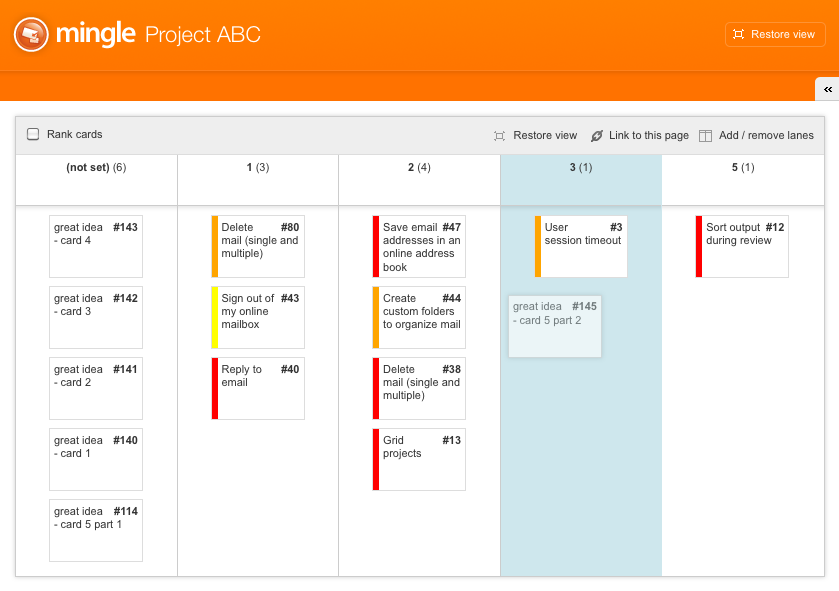 mingle Project ABC
Restore view
«
Rank cards
Restore view
Link to this page
Add / remove lanes
(not set) (6)
1 (3)
2 (4)
3 (1)
5 (1)
great idea #143
- card 4
great idea #142
- card 3
great idea #141
- card 2
great idea #140
- card 1
great idea #114
- card 5 part 1
Delete #80
mail (single and
multiple)
Sign out of #43
my online
mailbox
Reply to #40
email
Save email #47
addresses in an
online address
book
Create #44
custom folders
to organize mail
Delete #38
mail (single and
multiple)
Grid #13
projects
User #3
session timeout
great idea #145
- card 5 part 2
Sort output #12
during review